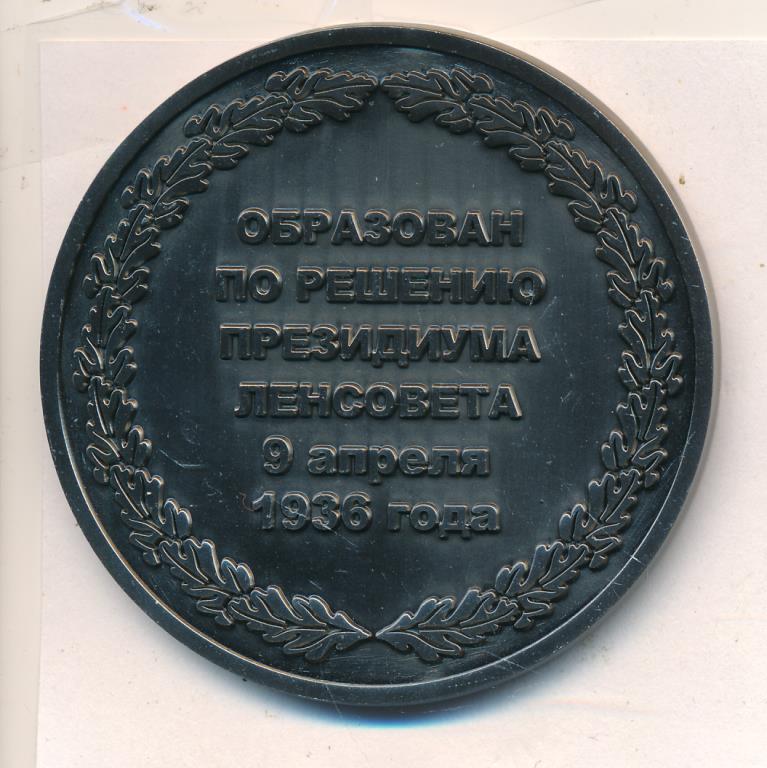 ОБРАЗОВАН
ПО РЕШЕНИЮ
ПРЕЗИДИУМА
ЛЕНСОВЕТА
9 апреля
1936 года